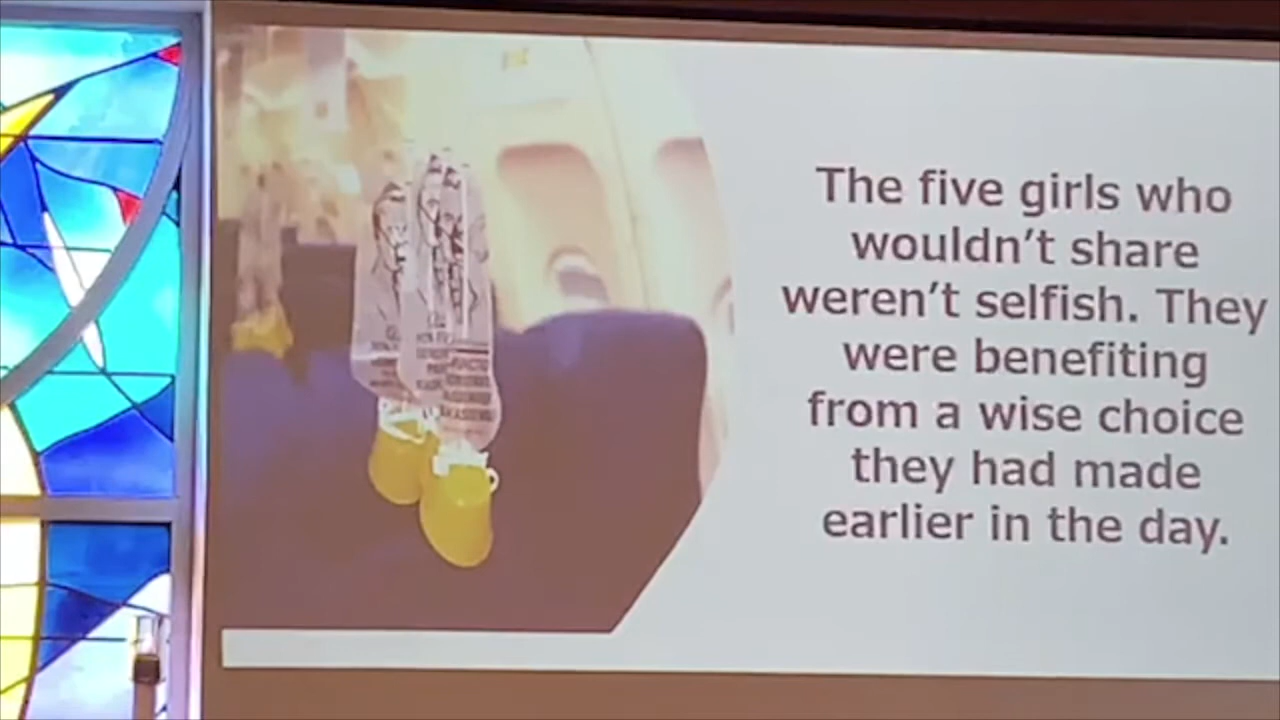 The five girls who
wouldn't share
weren't selfish. They
were benefiting
from a wise choice
they had made
earlier in the day.